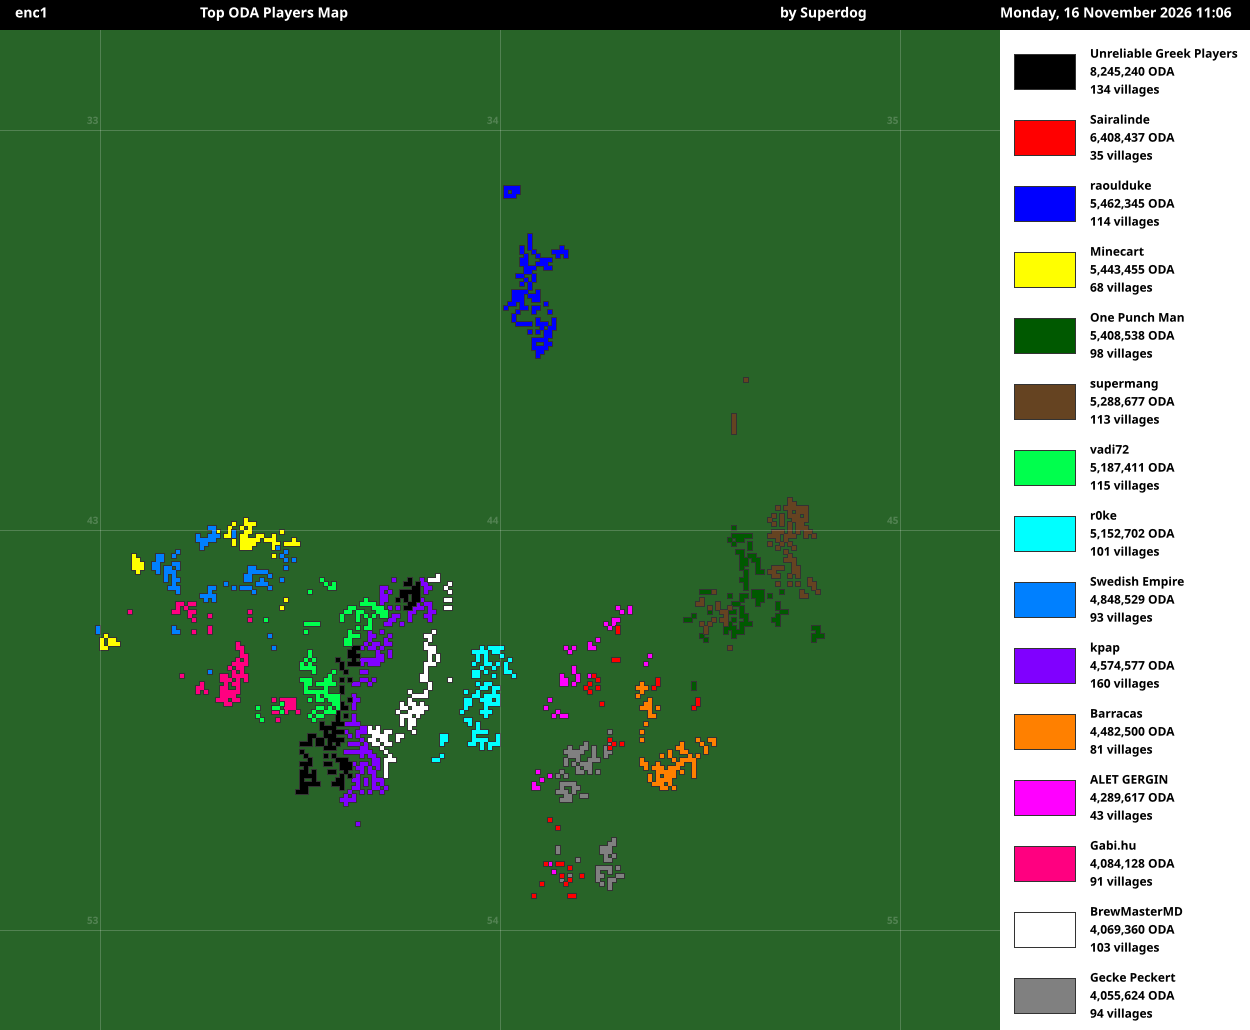 enc1 Top ODA Players Map by Superdog Monday, 16 November 2026 11:06
33 34 35
43 44 45
53 54 55
Unreliable Greek Players
8,245,240 ODA
134 villages
Sairalinde
6,408,437 ODA
35 villages
raoulduke
5,462,345 ODA
114 villages
Minecart
5,443,455 ODA
68 villages
One Punch Man
5,408,538 ODA
98 villages
supermang
5,288,677 ODA
113 villages
vadi72
5,187,411 ODA
115 villages
r0ke
5,152,702 ODA
101 villages
Swedish Empire
4,848,529 ODA
93 villages
kpap
4,574,577 ODA
160 villages
Barracas
4,482,500 ODA
81 villages
ALET GERGIN
4,289,617 ODA
43 villages
Gabi.hu
4,084,128 ODA
91 villages
BrewMasterMD
4,069,360 ODA
103 villages
Gecke Peckert
4,055,624 ODA
94 villages